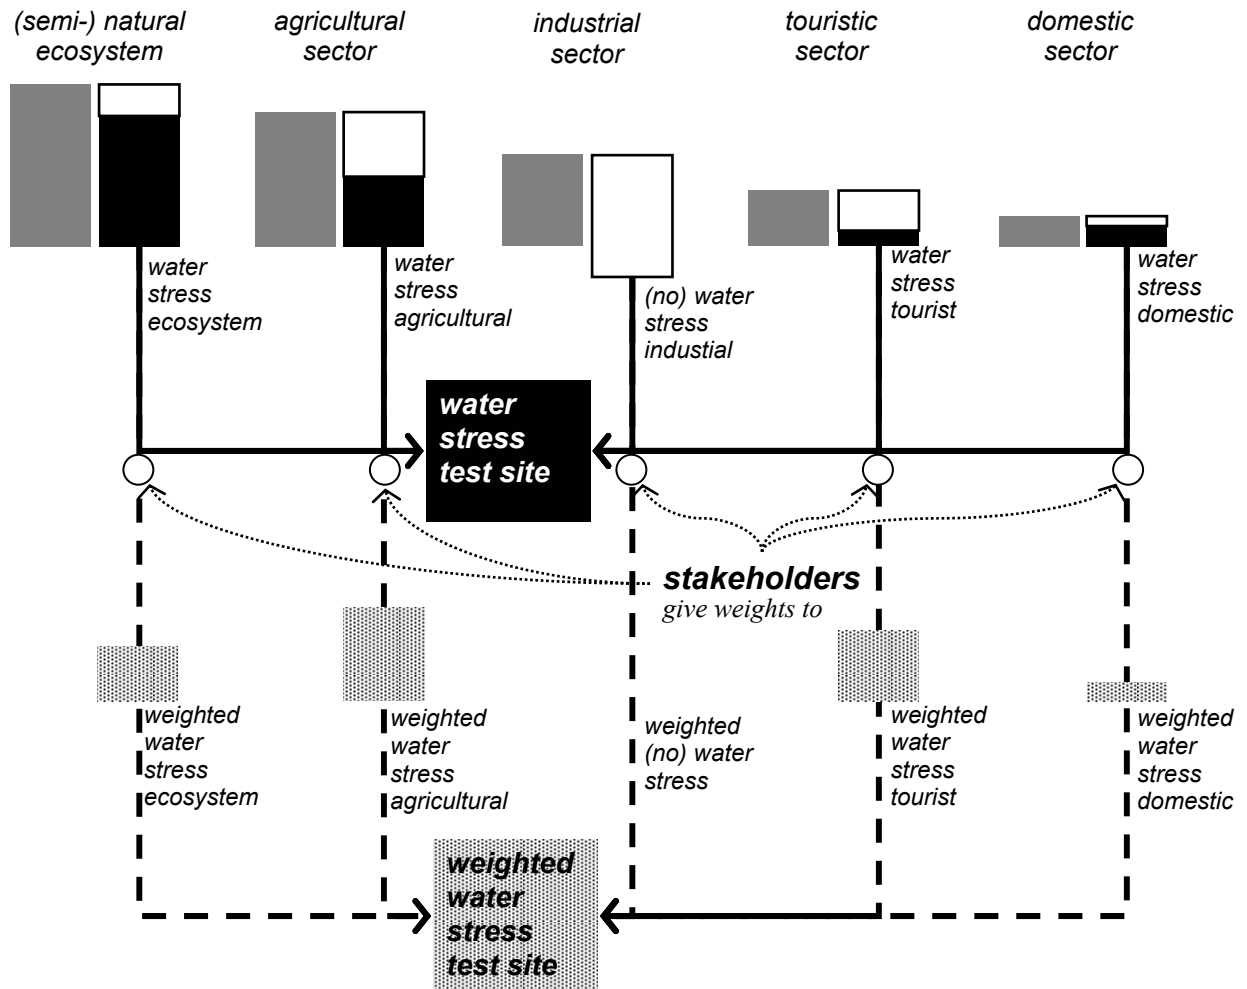 (semi-) natural
ecosystem
agricultural
sector
industrial
sector
touristic
sector
domestic
sector
water
stress
ecosystem
water
stress
agricultural
(no) water
stress
industial
water
stress
tourist
water
stress
domestic
water
stress
test site
stakeholders
give weights to
weighted
water
stress
ecosystem
weighted
water
stress
agricultural
weighted
(no) water
stress
weighted
water
stress
tourist
weighted
water
stress
domestic
weighted
water
stress
test site